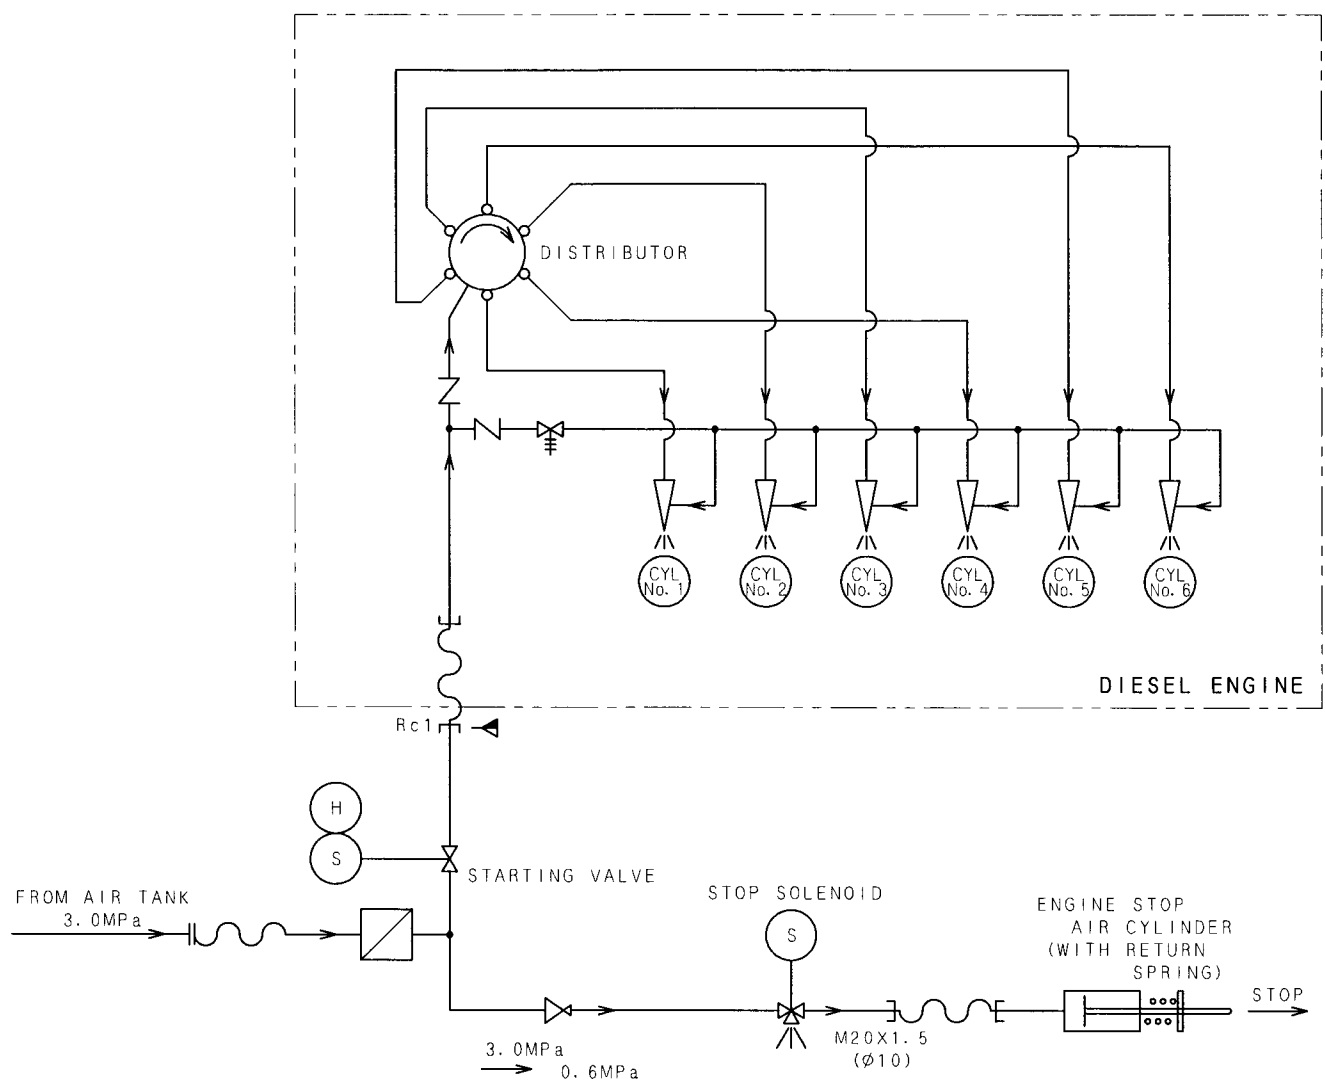 DISTRIBUTOR
CYL
No. 1
CYL
No. 2
CYL
No. 3
CYL
No. 4
CYL
No. 5
CYL
No. 6
DIESEL ENGINE
Rc1
H
S
STARTING VALVE
FROM AIR TANK
3.0MPa
STOP SOLENOID
S
ENGINE STOP
AIR CYLINDER
(WITH RETURN
SPRING)
STOP
M20X1.5
(Ø10)
3.0MPa
0.6MPa